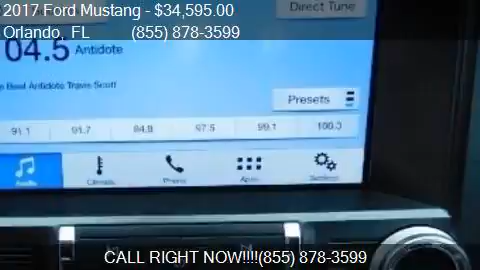 2017 Ford Mustang - $34,595.00
Orlando, FL (855) 878-3599
Direct Tune
04.5 Antidote
Antidote Travis Scott
Presets
91.1 91.7 94.9 97.5 99.1 100.3
Audio Climate Phone Apps Settings
CALL RIGHT NOW!!!!(855) 878-3599